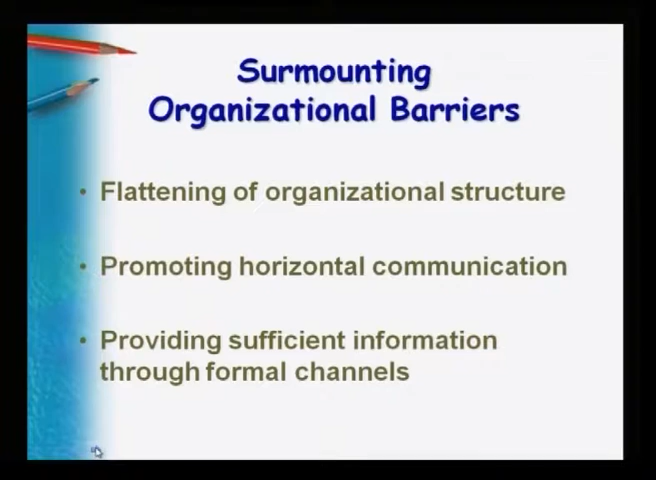 Surmounting
Organizational Barriers
• Flattening of organizational structure
• Promoting horizontal communication
• Providing sufficient information
through formal channels